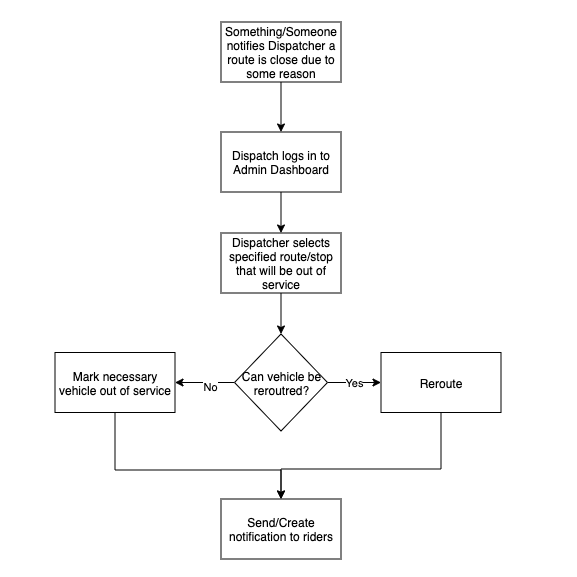 Something/Someone
notifies Dispatcher a
route is close due to
some reason
Dispatch logs in to
Admin Dashboard
Dispatcher selects
specified route/stop
that will be out of
service
Mark necessary
vehicle out of service
No
Can vehicle be
reroutred?
Yes
Reroute
Send/Create
notification to riders